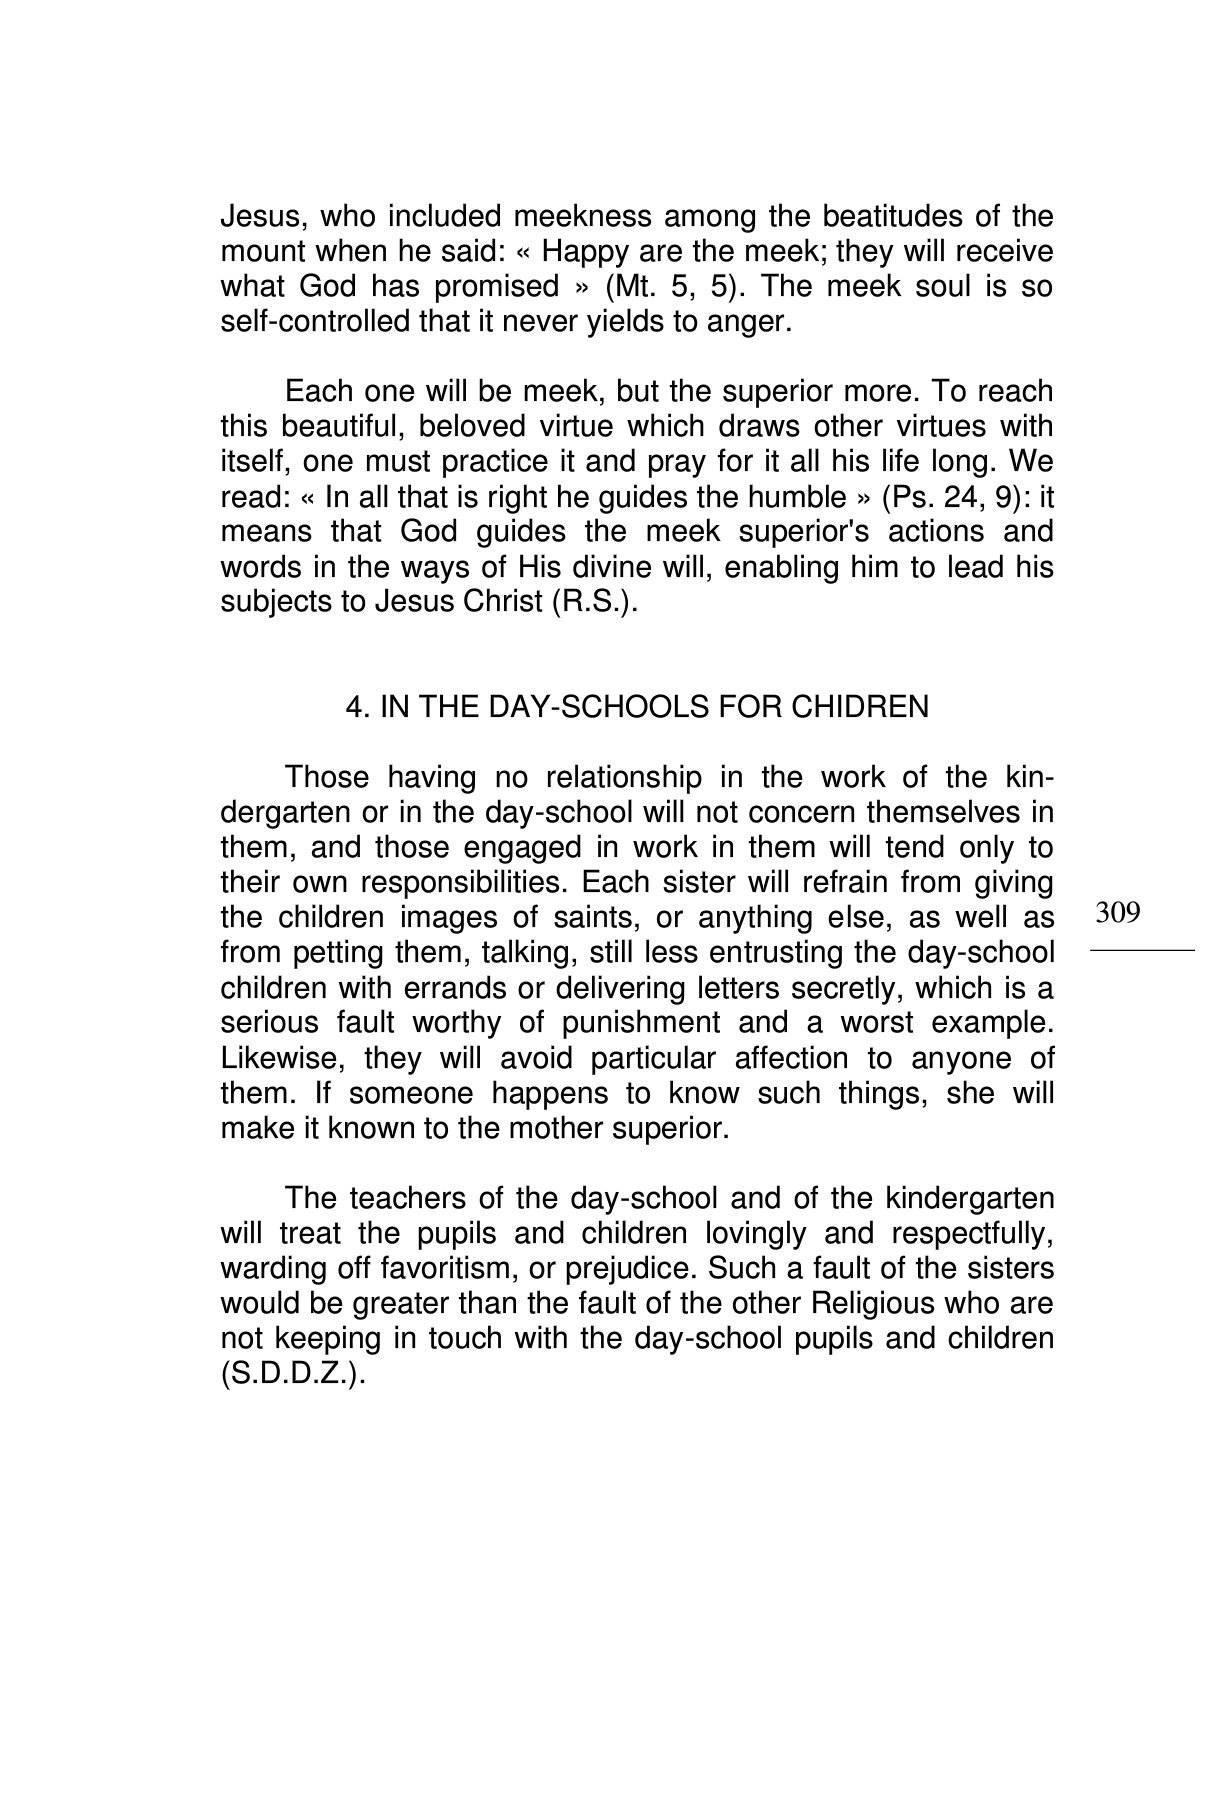 Jesus, who included meekness among the beatitudes of the
mount when he said: « Happy are the meek; they will receive
what God has promised » (Mt. 5, 5). The meek soul is so
self-controlled that it never yields to anger.
Each one will be meek, but the superior more. To reach
this beautiful, beloved virtue which draws other virtues with
itself, one must practice it and pray for it all his life long. We
read: « In all that is right he guides the humble » (Ps. 24, 9): it
means that God guides the meek superior's actions and
words in the ways of His divine will, enabling him to lead his
subjects to Jesus Christ (R.S.).
4. IN THE DAY-SCHOOLS FOR CHIDREN
Those having no relationship in the work of the kin-
dergarten or in the day-school will not concern themselves in
them, and those engaged in work in them will tend only to
their own responsibilities. Each sister will refrain from giving
the children images of saints, or anything else, as well as
from petting them, talking, still less entrusting the day-school
children with errands or delivering letters secretly, which is a
serious fault worthy of punishment and a worst example.
Likewise, they will avoid particular affection to anyone of
them. If someone happens to know such things, she will
make it known to the mother superior.
The teachers of the day-school and of the kindergarten
will treat the pupils and children lovingly and respectfully,
warding off favoritism, or prejudice. Such a fault of the sisters
would be greater than the fault of the other Religious who are
not keeping in touch with the day-school pupils and children
(S.D.D.Z.).
309